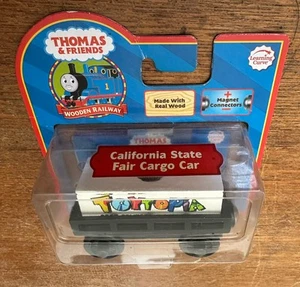 THOMAS
& FRIENDS
WOODEN RAILWAY
1
Made With
Real Wood
+
Magnet
Connectors
Learning
Curve
THOMAS
California State
Fair Cargo Car
TOYTOPIA